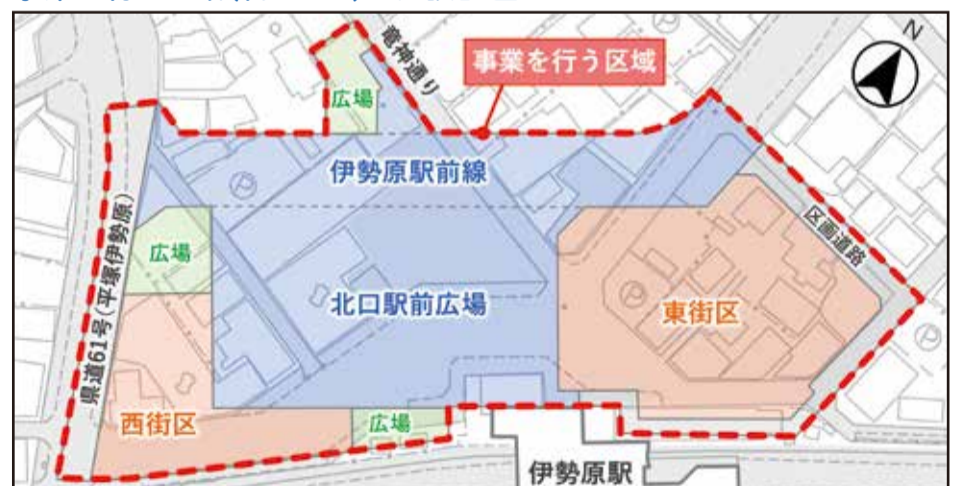 N
竜神通り
事業を行う区域
広場
伊勢原駅前線
P
区画道路
広場
県道61号(平塚伊勢原)
北口駅前広場
P
東街区
P
西街区
広場
伊勢原駅